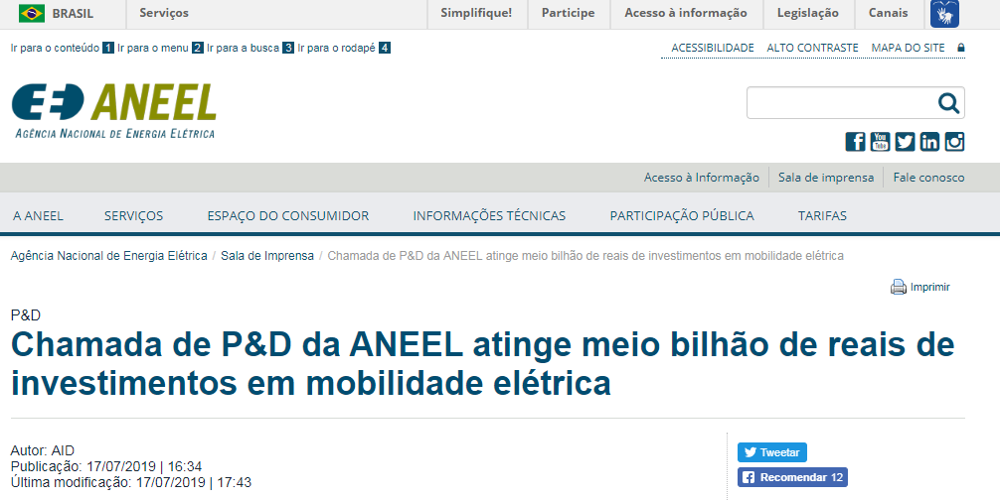 BRASIL Serviços Simplifique! Participe Acesso à informação Legislação Canais
Ir para o conteúdo 1 Ir para o menu 2 Ir para a busca 3 Ir para o rodapé 4 ACESSIBILIDADE ALTO CONTRASTE MAPA DO SITE
ANEEL
AGÊNCIA NACIONAL DE ENERGIA ELÉTRICA
You Tube
Acesso à Informação Sala de imprensa Fale conosco
A ANEEL SERVIÇOS ESPAÇO DO CONSUMIDOR INFORMAÇÕES TÉCNICAS PARTICIPAÇÃO PÚBLICA TARIFAS
Agência Nacional de Energia Elétrica / Sala de Imprensa / Chamada de P&D da ANEEL atinge meio bilhão de reais de investimentos em mobilidade elétrica
Imprimir
P&D
Chamada de P&D da ANEEL atinge meio bilhão de reais de
investimentos em mobilidade elétrica
Autor: AID
Publicação: 17/07/2019 | 16:34
Última modificação: 17/07/2019 | 17:43
Tweetar
Recomendar 12